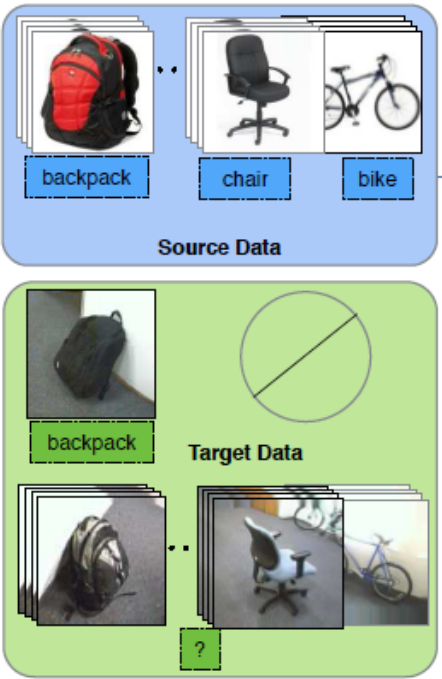 backpack
chair
bike
Source Data
backpack
Target Data
?